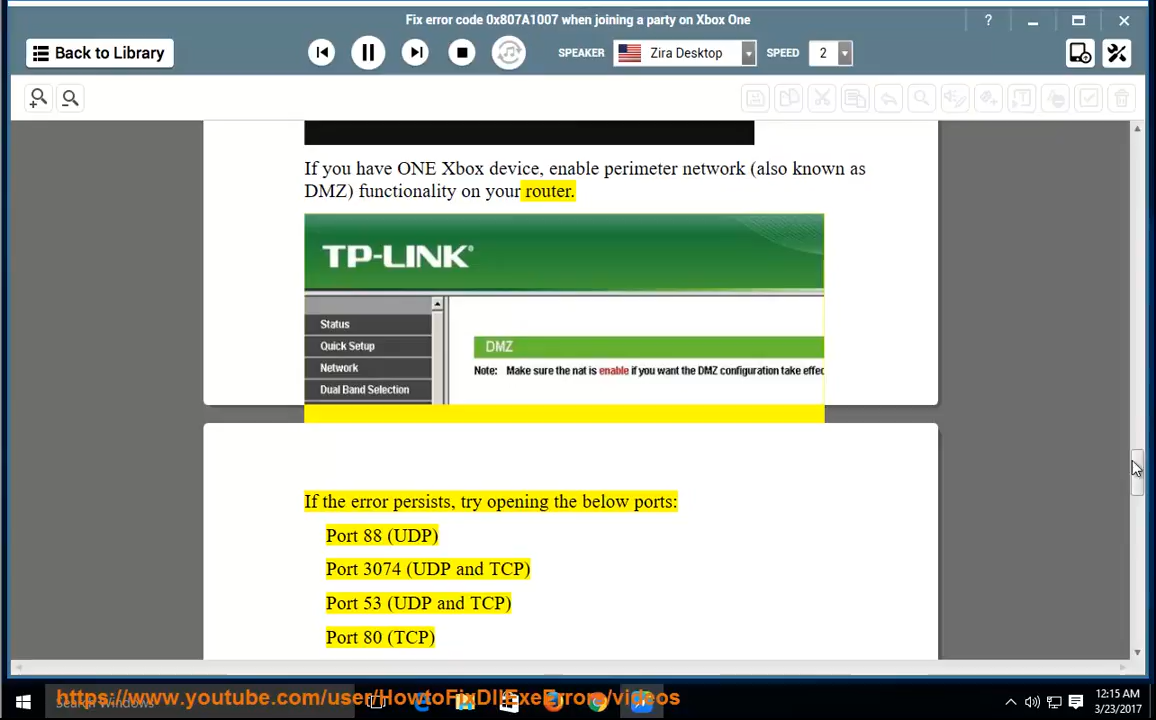 Fix error code 0x807A1007 when joining a party on Xbox One
?
Back to Library
SPEAKER
Zira Desktop
SPEED
2
If you have ONE Xbox device, enable perimeter network (also known as
DMZ) functionality on your router.
TP-LINK®
Status
Quick Setup
Network
Dual Band Selection
DMZ
Note: Make sure the nat is enable if you want the DMZ configuration take effec
If the error persists, try opening the below ports:
Port 88 (UDP)
Port 3074 (UDP and TCP)
Port 53 (UDP and TCP)
Port 80 (TCP)
https://www.youtube.com/user/HowtoFixDllExeErrors/videos
Search Windows
12:15 AM
3/23/2017